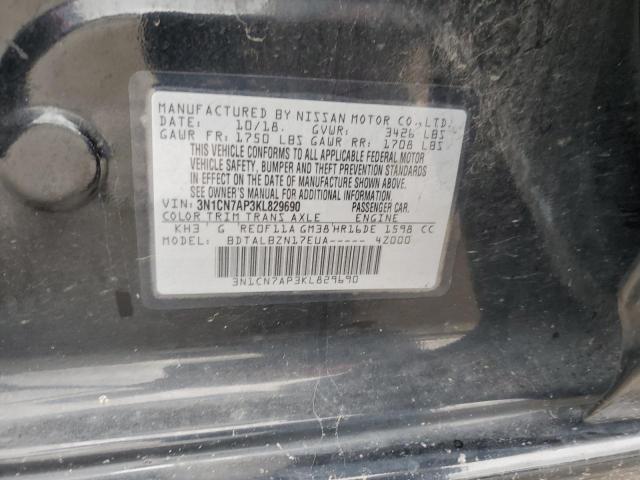 MANUFACTURED BY NISSAN MOTOR CO.,LTD.
DATE: 10/18. GVWR: 3426 LBS
GAWR FR: 1750 LBS GAWR RR: 1708 LBS
THIS VEHICLE CONFORMS TO ALL APPLICABLE FEDERAL MOTOR
VEHICLE SAFETY, BUMPER AND THEFT PREVENTION STANDARDS
IN EFFECT ON THE DATE OF MANUFACTURE SHOWN ABOVE.
SEE OWNER'S MANUAL FOR ADDITIONAL INFORMATION
VIN: 3N1CN7AP3KL829690 PASSENGER CAR.
COLOR TRIM TRANS AXLE ENGINE
KH3 G RE0F11A GM38 HR16DE 1598 CC
MODEL: BDTALBZN17EUA----- 4Z000
3N1CN7AP3KL829690